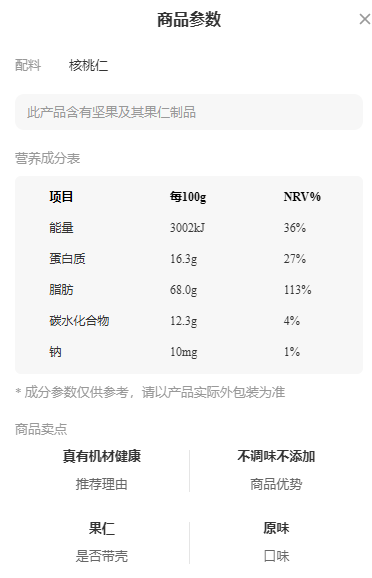 商品参数
配料 核桃仁
此产品含有坚果及其果仁制品
营养成分表
项目 每100g NRV%
能量 3002kJ 36%
蛋白质 16.3g 27%
脂肪 68.0g 113%
碳水化合物 12.3g 4%
钠 10mg 1%
* 成分参数仅供参考，请以产品实际外包装为准
商品卖点
真有机材健康 不调味不添加
推荐理由 商品优势
果仁 原味
是否带壳 口味